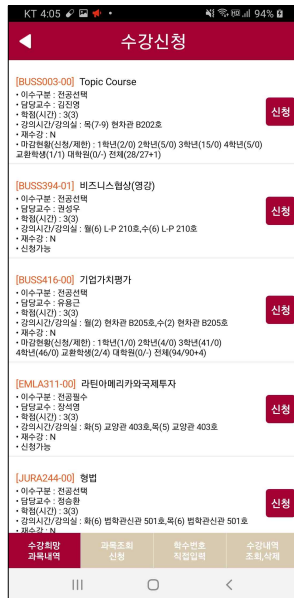 KT 4:05
94%
수강신청
[BUSS003-00] Topic Course
• 이수구분 : 전공선택
• 담당교수 : 김진영
• 학점(시간) : 3(3)
• 강의시간/강의실 : 목(7-9) 현차관 B202호
• 재수강 : N
• 마감현황(신청/제한) : 1학년(2/0) 2학년(5/0) 3학년(15/0) 4학년(5/0)
교환학생(1/1) 대학원(0/-) 전체(28/27+1)
신청
[BUSS394-01] 비즈니스협상(영강)
• 이수구분 : 전공선택
• 담당교수 : 권성우
• 학점(시간) : 3(3)
• 강의시간/강의실 : 월(6) L-P 210호,수(6) L-P 210호
• 재수강 : N
• 신청가능
신청
[BUSS416-00] 기업가치평가
• 이수구분 : 전공선택
• 담당교수 : 유용근
• 학점(시간) : 3(3)
• 강의시간/강의실 : 월(2) 현차관 B205호,수(2) 현차관 B205호
• 재수강 : N
• 마감현황(신청/제한) : 1학년(1/0) 2학년(4/0) 3학년(41/0)
4학년(46/0) 교환학생(2/4) 대학원(0/-) 전체(94/90+4)
신청
[EMLA311-00] 라틴아메리카와국제투자
• 이수구분 : 전공필수
• 담당교수 : 장석영
• 학점(시간) : 3(3)
• 강의시간/강의실 : 화(5) 교양관 403호,목(5) 교양관 403호
• 재수강 : N
• 신청가능
신청
[JURA244-00] 형법
• 이수구분 : 전공선택
• 담당교수 : 정승환
• 학점(시간) : 3(3)
• 강의시간/강의실 : 화(6) 법학관신관 501호,목(6) 법학관신관 501호
• 재수강 : N
신청
수강희망
과목내역
과목조회
신청
학수번호
직접입력
수강내역
조회,삭제